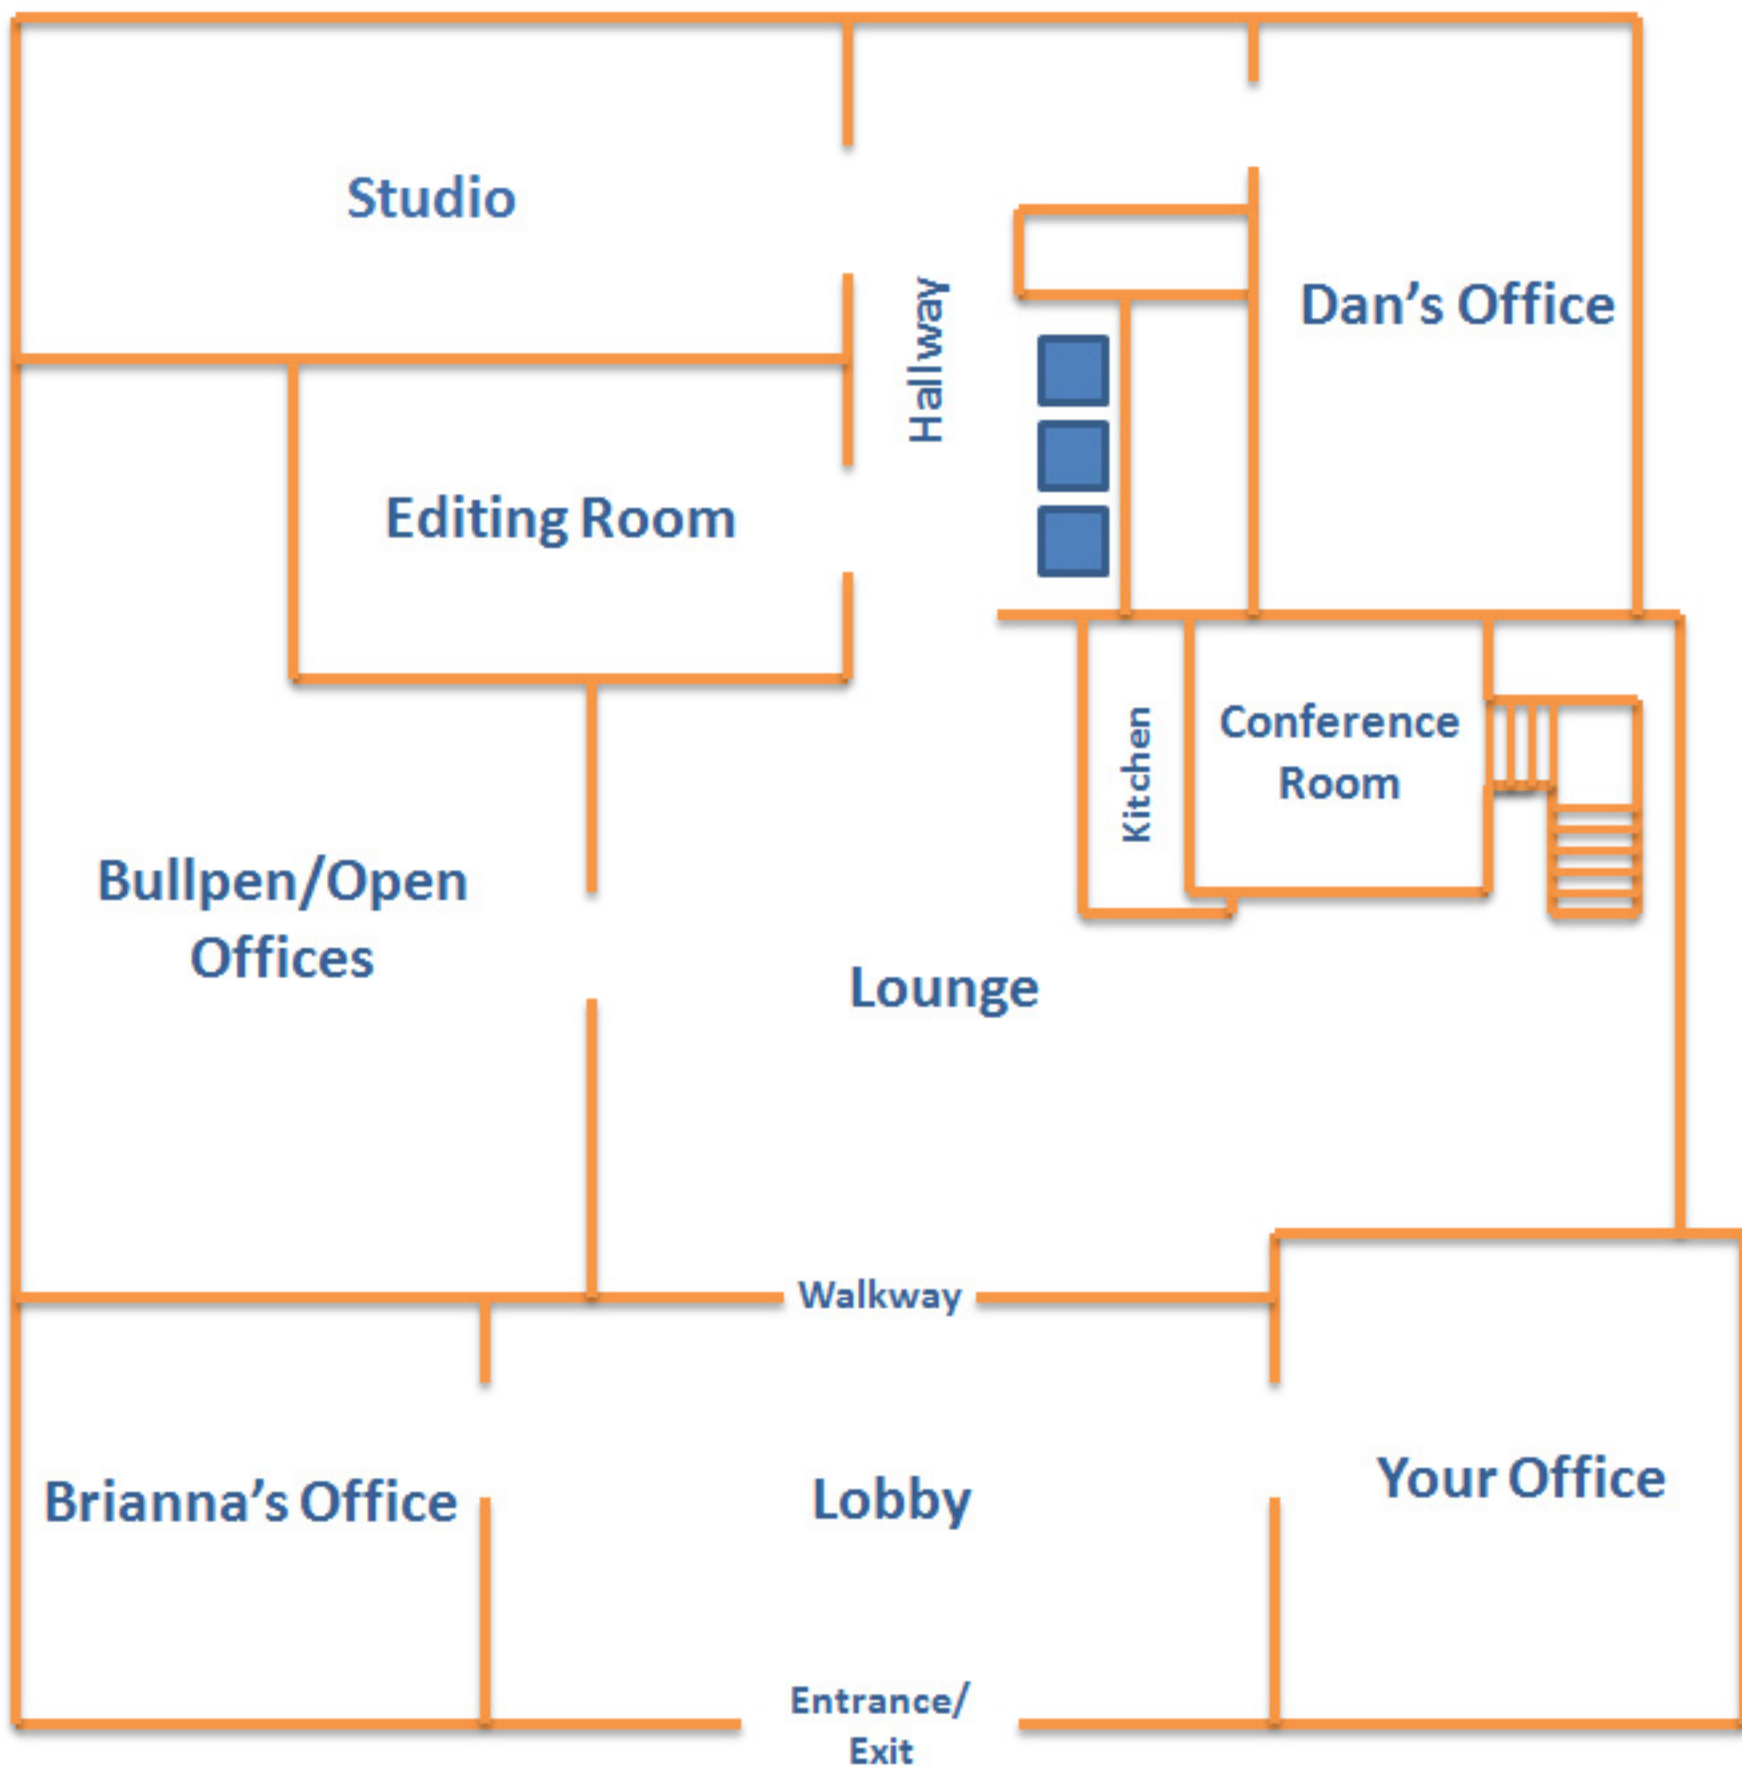 Studio
Hallway
Dan’s Office
Editing Room
Conference
Room
Kitchen
Bullpen/Open
Offices
Lounge
Walkway
Brianna’s Office
Lobby
Your Office
Entrance/
Exit